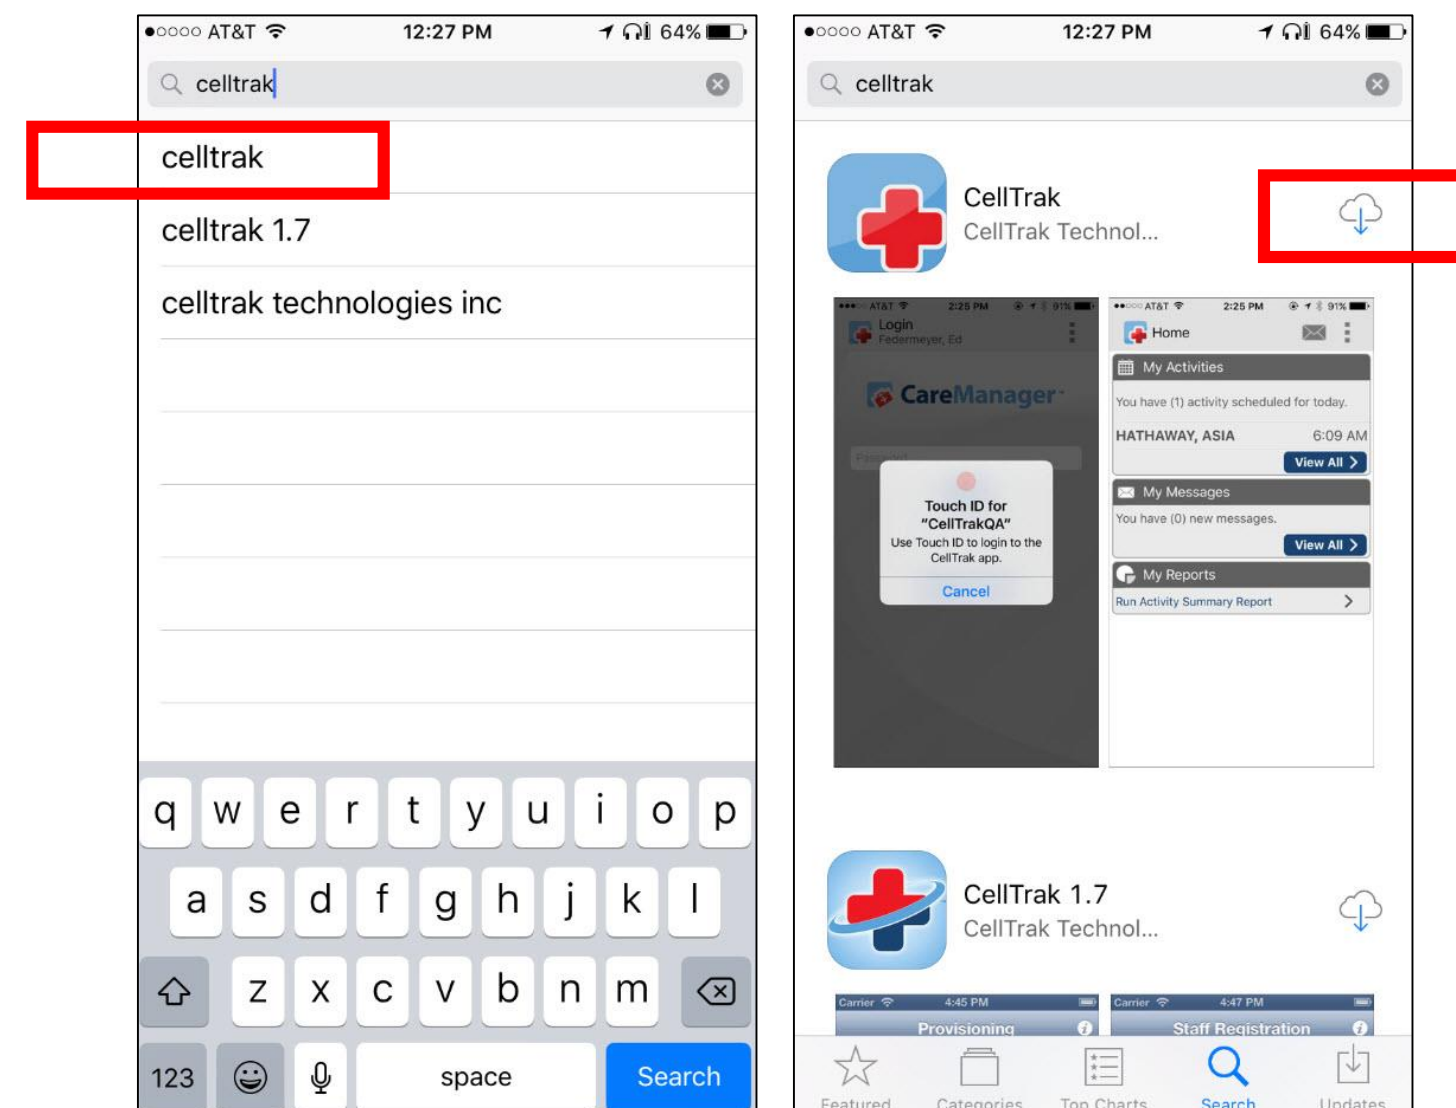 AT&T 12:27 PM 64%
celltrak
celltrak
celltrak 1.7
celltrak technologies inc
q w e r t y u i o p
a s d f g h j k l
z x c v b n m
123 space Search
AT&T 12:27 PM 64%
celltrak
CellTrak
CellTrak Technol...
AT&T 2:25 PM 91%
Login
Federmeyer, Ed
CareManager
Password
Touch ID for
"CellTrakQA"
Use Touch ID to login to the
CellTrak app.
Cancel
AT&T 2:25 PM 91%
Home
My Activities
You have (1) activity scheduled for today.
HATHAWAY, ASIA 6:09 AM
View All
My Messages
You have (0) new messages.
View All
My Reports
Run Activity Summary Report
CellTrak 1.7
CellTrak Technol...
Carrier 4:45 PM
Provisioning
Carrier 4:47 PM
Staff Registration
Featured Categories Top Charts Search Updates